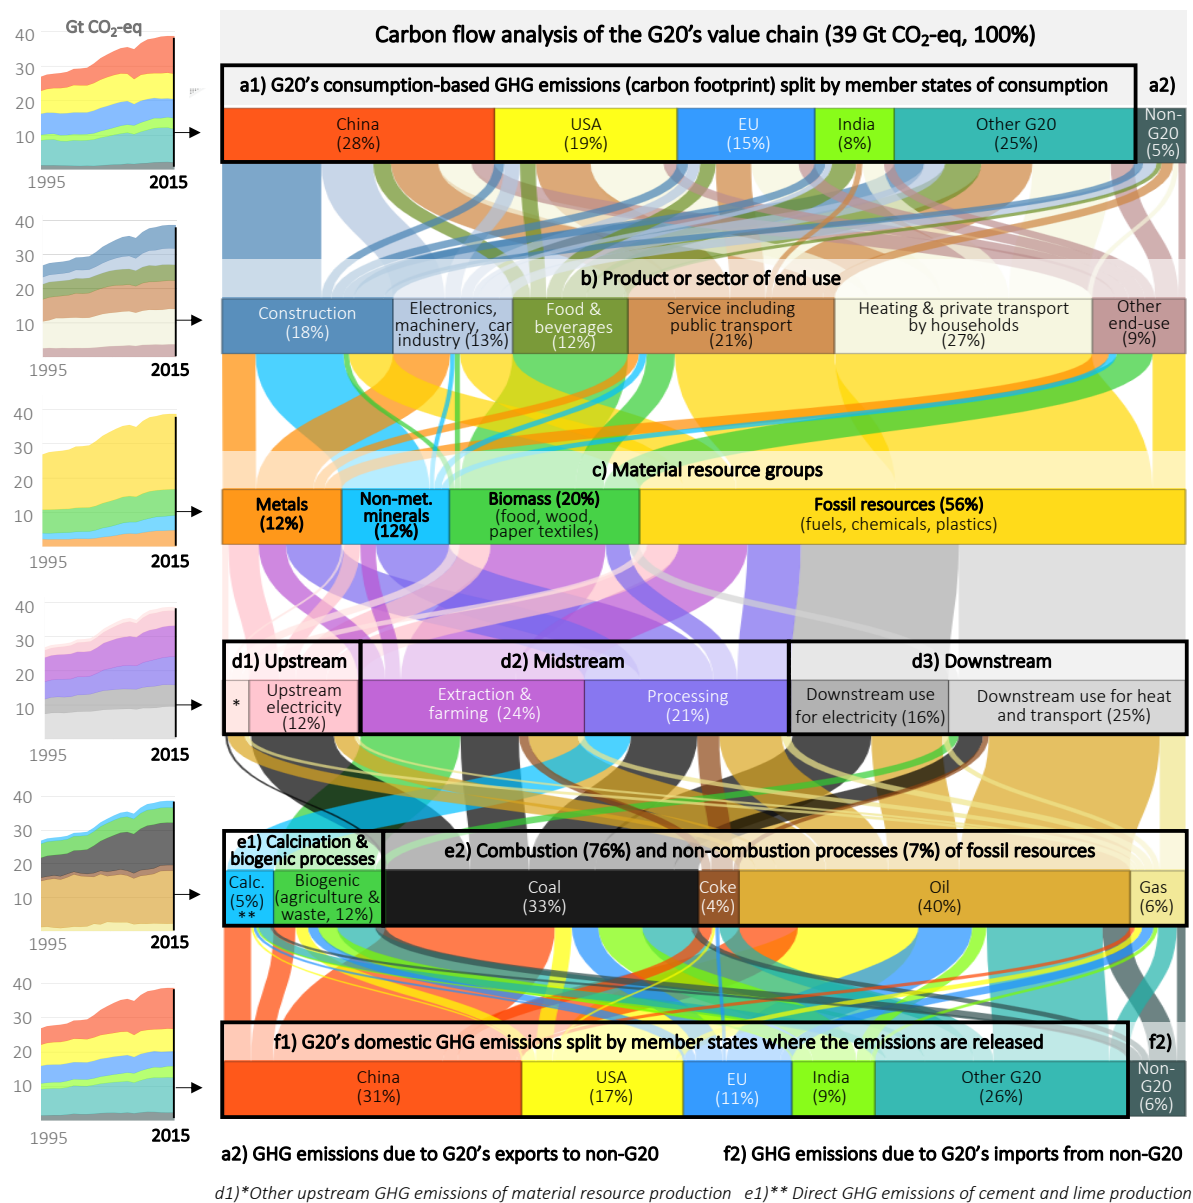 Gt CO₂-eq
Carbon flow analysis of the G20's value chain (39 Gt CO₂-eq, 100%)
40
30
20
10
1995
2015
a1) G20's consumption-based GHG emissions (carbon footprint) split by member states of consumption
a2)
China
(28%)
USA
(19%)
EU
(15%)
India
(8%)
Other G20
(25%)
Non-
G20
(5%)
40
30
20
10
1995
2015
b) Product or sector of end use
Construction
(18%)
Electronics,
machinery, car
industry (13%)
Food &
beverages
(12%)
Service including
public transport
(21%)
Heating & private transport
by households
(27%)
Other
end-use
(9%)
40
30
20
10
1995
2015
c) Material resource groups
Metals
(12%)
Non-met.
minerals
(12%)
Biomass (20%)
(food, wood,
paper textiles)
Fossil resources (56%)
(fuels, chemicals, plastics)
40
30
20
10
1995
2015
d1) Upstream
d2) Midstream
d3) Downstream
*
Upstream
electricity
(12%)
Extraction &
farming (24%)
Processing
(21%)
Downstream use
for electricity (16%)
Downstream use for heat
and transport (25%)
40
30
20
10
1995
2015
e1) Calcination &
biogenic processes
e2) Combustion (76%) and non-combustion processes (7%) of fossil resources
Calc.
(5%)
**
Biogenic
(agriculture &
waste, 12%)
Coal
(33%)
Coke
(4%)
Oil
(40%)
Gas
(6%)
40
30
20
10
1995
2015
f1) G20's domestic GHG emissions split by member states where the emissions are released
f2)
China
(31%)
USA
(17%)
EU
(11%)
India
(9%)
Other G20
(26%)
Non-
G20
(6%)
a2) GHG emissions due to G20's exports to non-G20
f2) GHG emissions due to G20's imports from non-G20
d1)*Other upstream GHG emissions of material resource production
e1)** Direct GHG emissions of cement and lime production